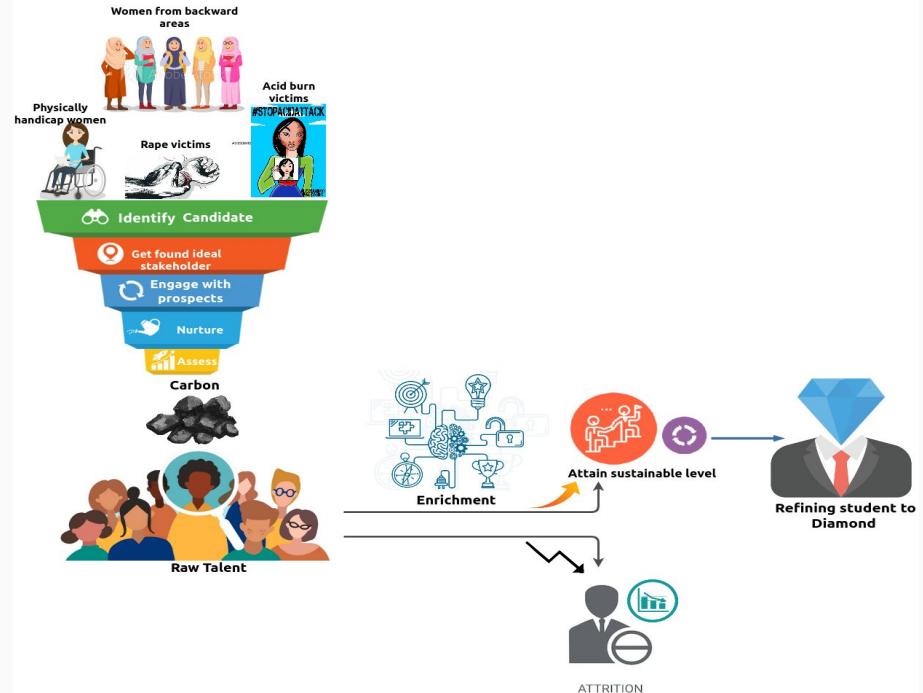 Women from backward
areas
Acid burn
victims
#STOPACIDATTACK
Physically
handicap women
Rape victims
Identify Candidate
Get found ideal
stakeholder
Engage with
prospects
Nurture
Assess
Carbon
Raw Talent
Enrichment
Attain sustainable level
Refining student to
Diamond
ATTRITION